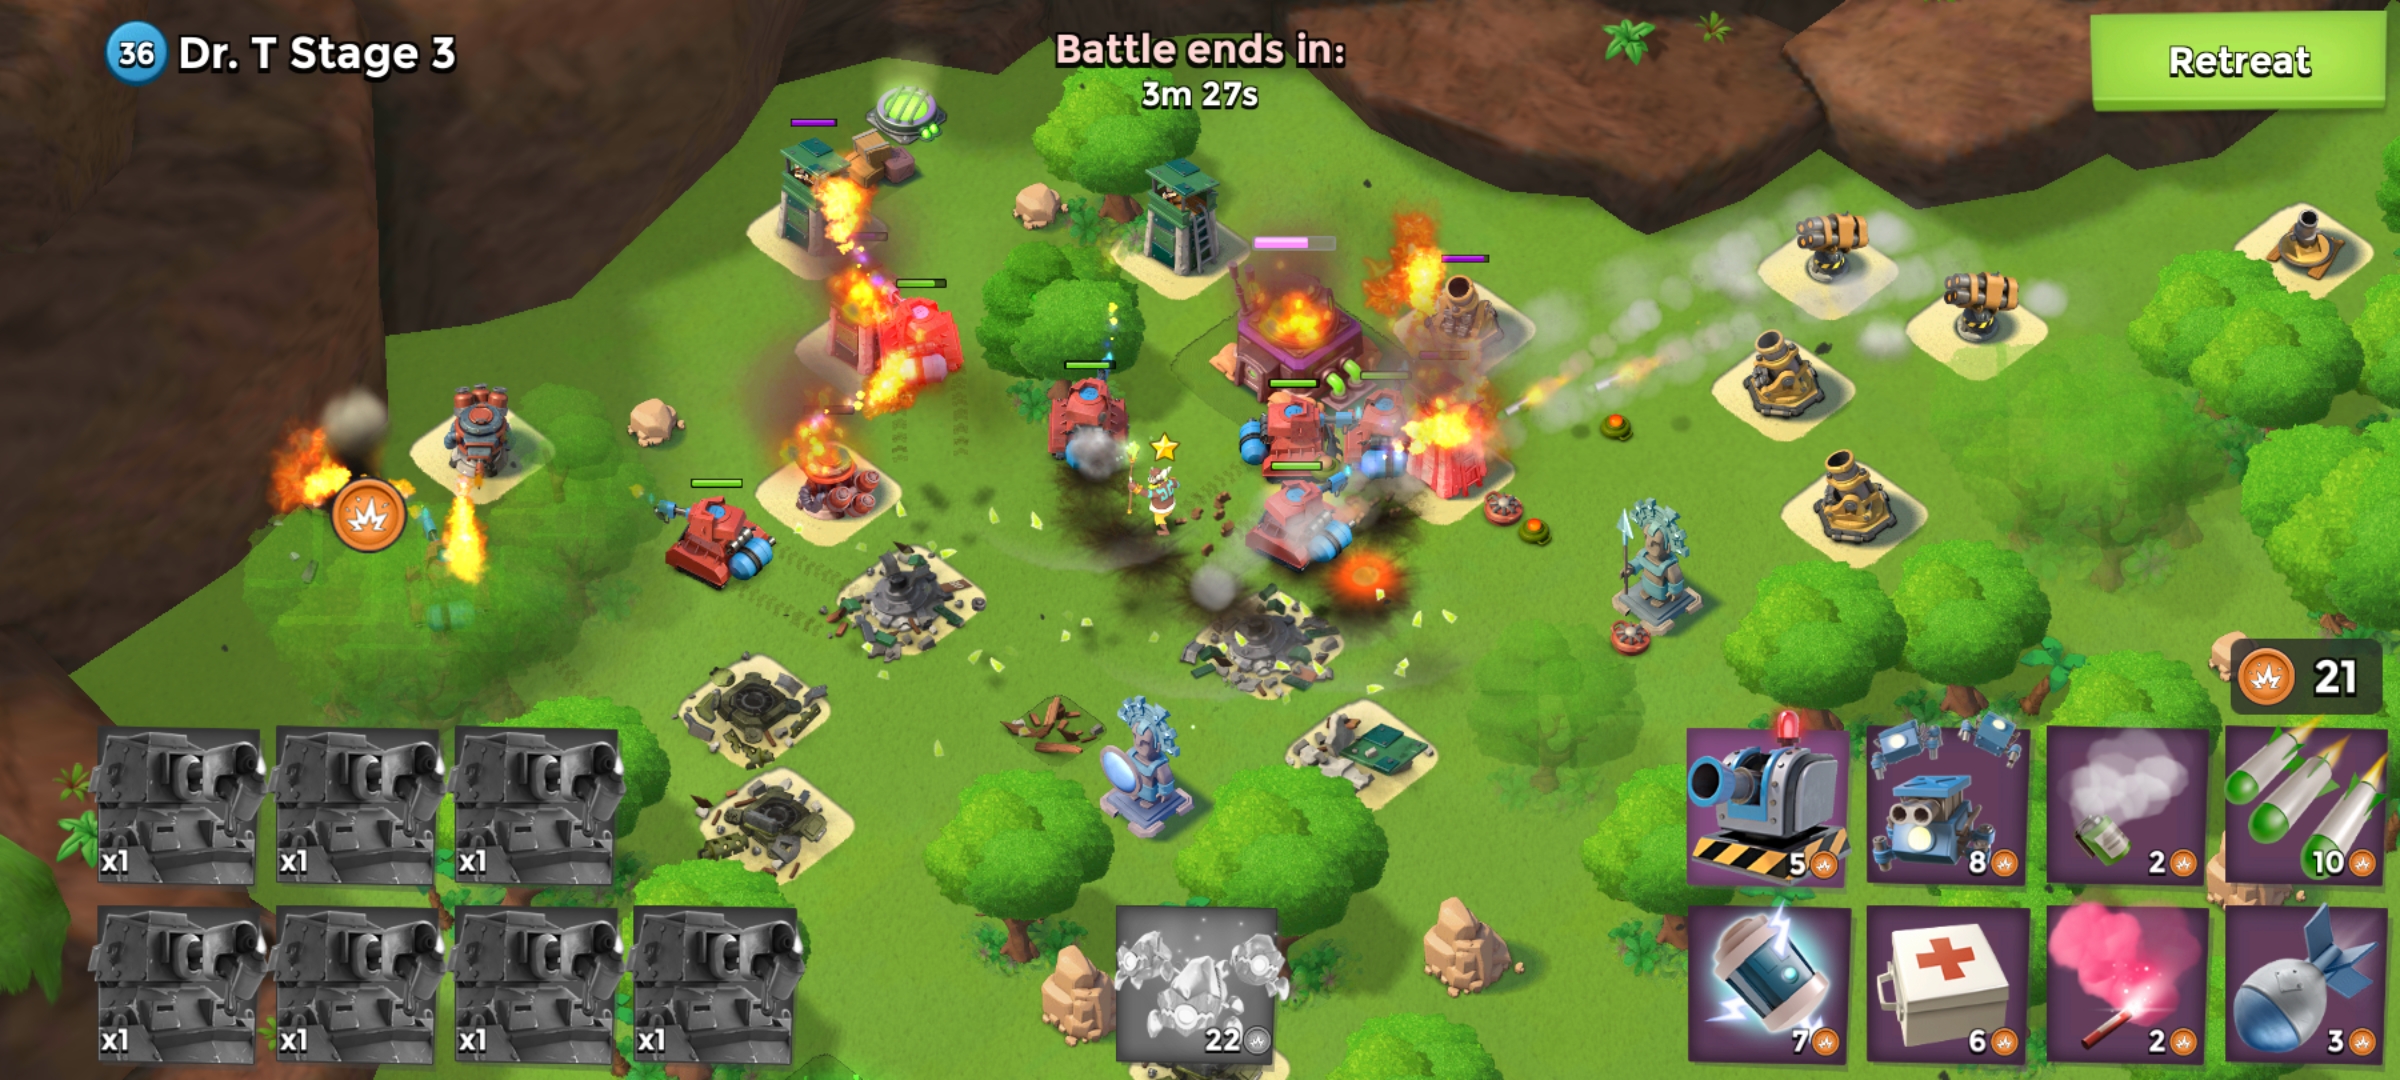 36 Dr. T Stage 3
Battle ends in:
3m 27s
Retreat
21
x1 x1 x1
5 8 2 10
x1 x1 x1 x1
22
7 6 2 3